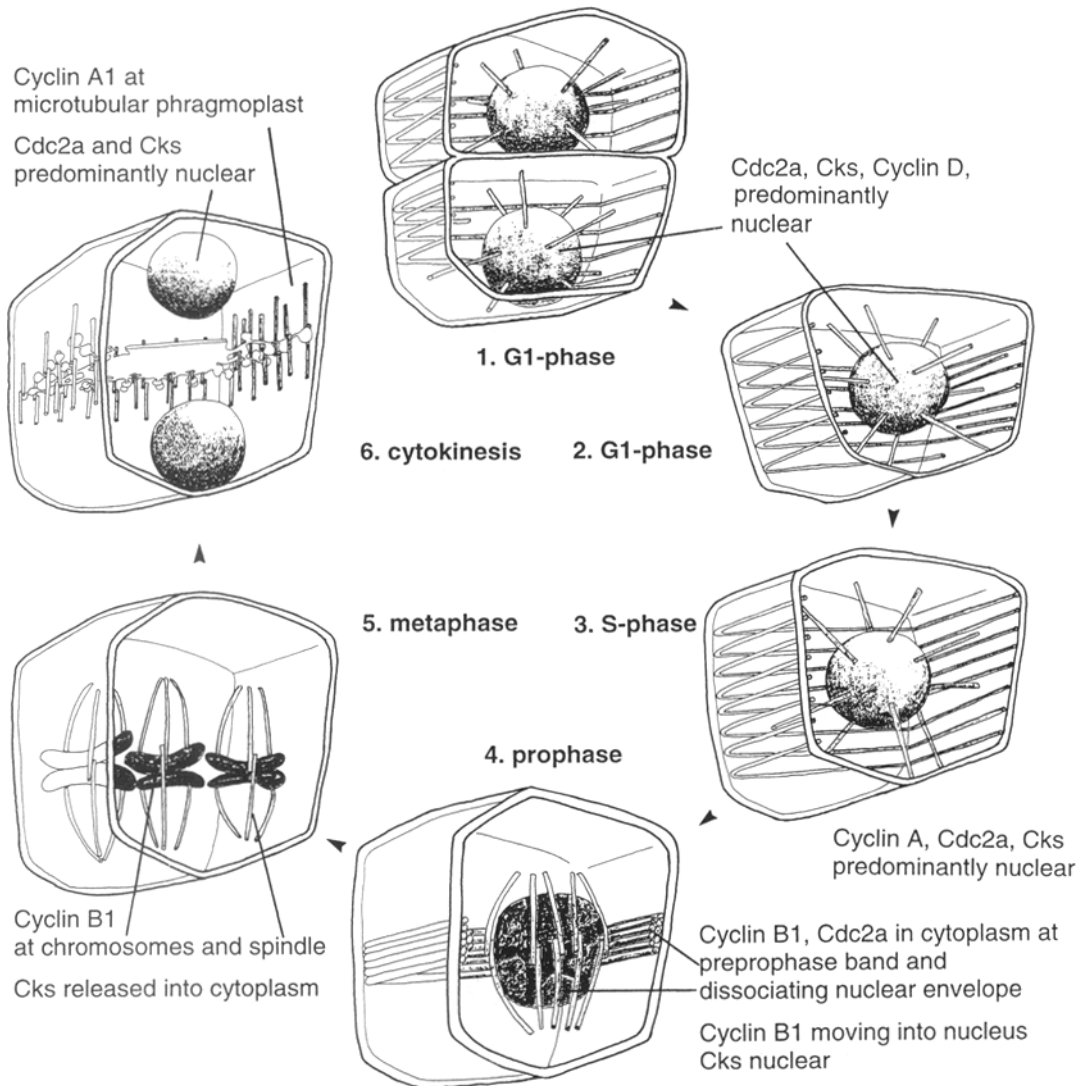 Cyclin A1 at
microtubular phragmoplast
Cdc2a and Cks
predominantly nuclear
Cdc2a, Cks, Cyclin D,
predominantly
nuclear
1. G1-phase
6. cytokinesis
2. G1-phase
5. metaphase
3. S-phase
4. prophase
Cyclin A, Cdc2a, Cks
predominantly nuclear
Cyclin B1
at chromosomes and spindle
Cks released into cytoplasm
Cyclin B1, Cdc2a in cytoplasm at
preprophase band and
dissociating nuclear envelope
Cyclin B1 moving into nucleus
Cks nuclear